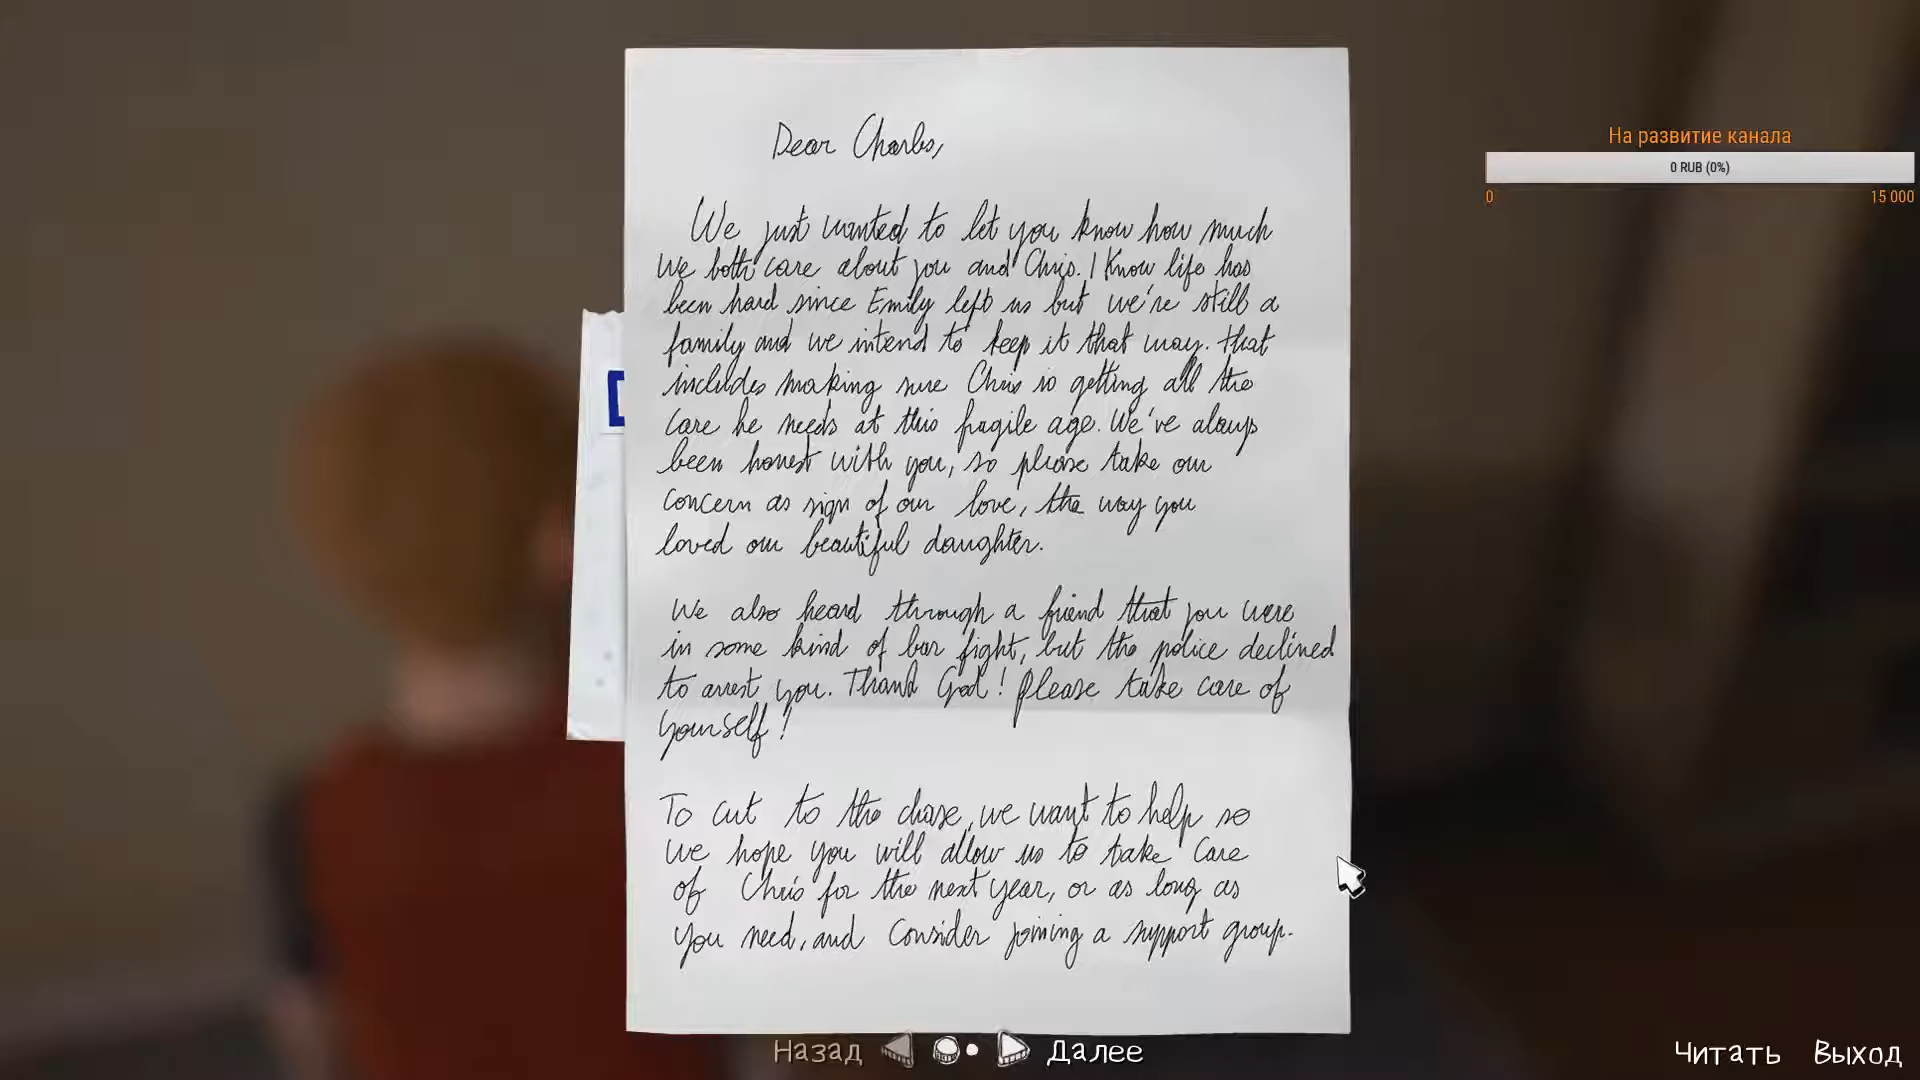 Dear Charles,
We just wanted to let you know how much
we both care about you and Chris. I know life has
been hard since Emily left us but we're still a
family and we intend to keep it that way. that
includes making sure Chris is getting all the
care he needs at this fragile age. We've always
been honest with you, so please take our
concern as sign of our love, the way you
loved our beautiful daughter.
We also heard through a friend that you were
in some kind of bar fight, but the police declined
to arrest you. Thank God! please take care of
yourself!
To cut to the chase, we want to help so
we hope you will allow us to take care
of Chris for the next year, or as long as
you need, and consider joining a support group.
На развитие канала
0 RUB (0%)
0 15 000
Назад Далее
Читать Выход